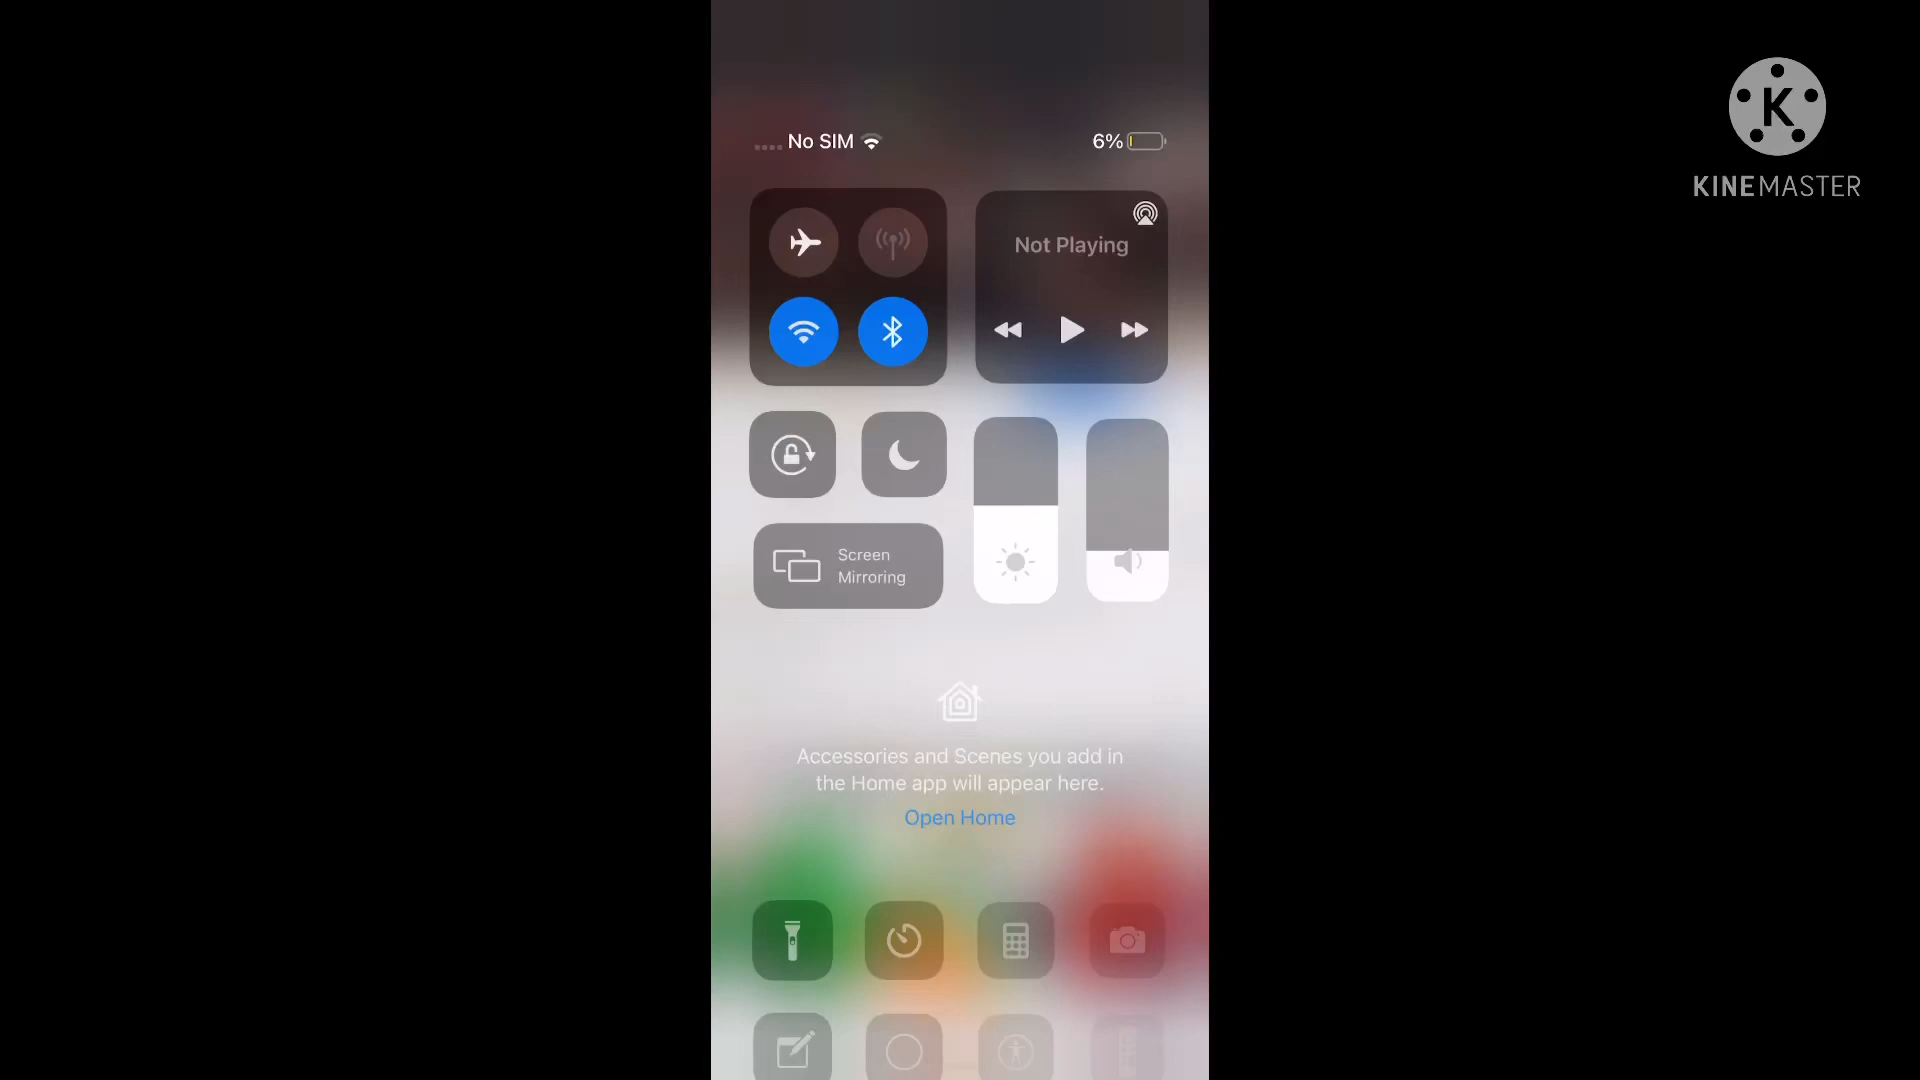 No SIM
6%
K
KINEMASTER
Not Playing
Screen
Mirroring
Accessories and Scenes you add in
the Home app will appear here.
Open Home